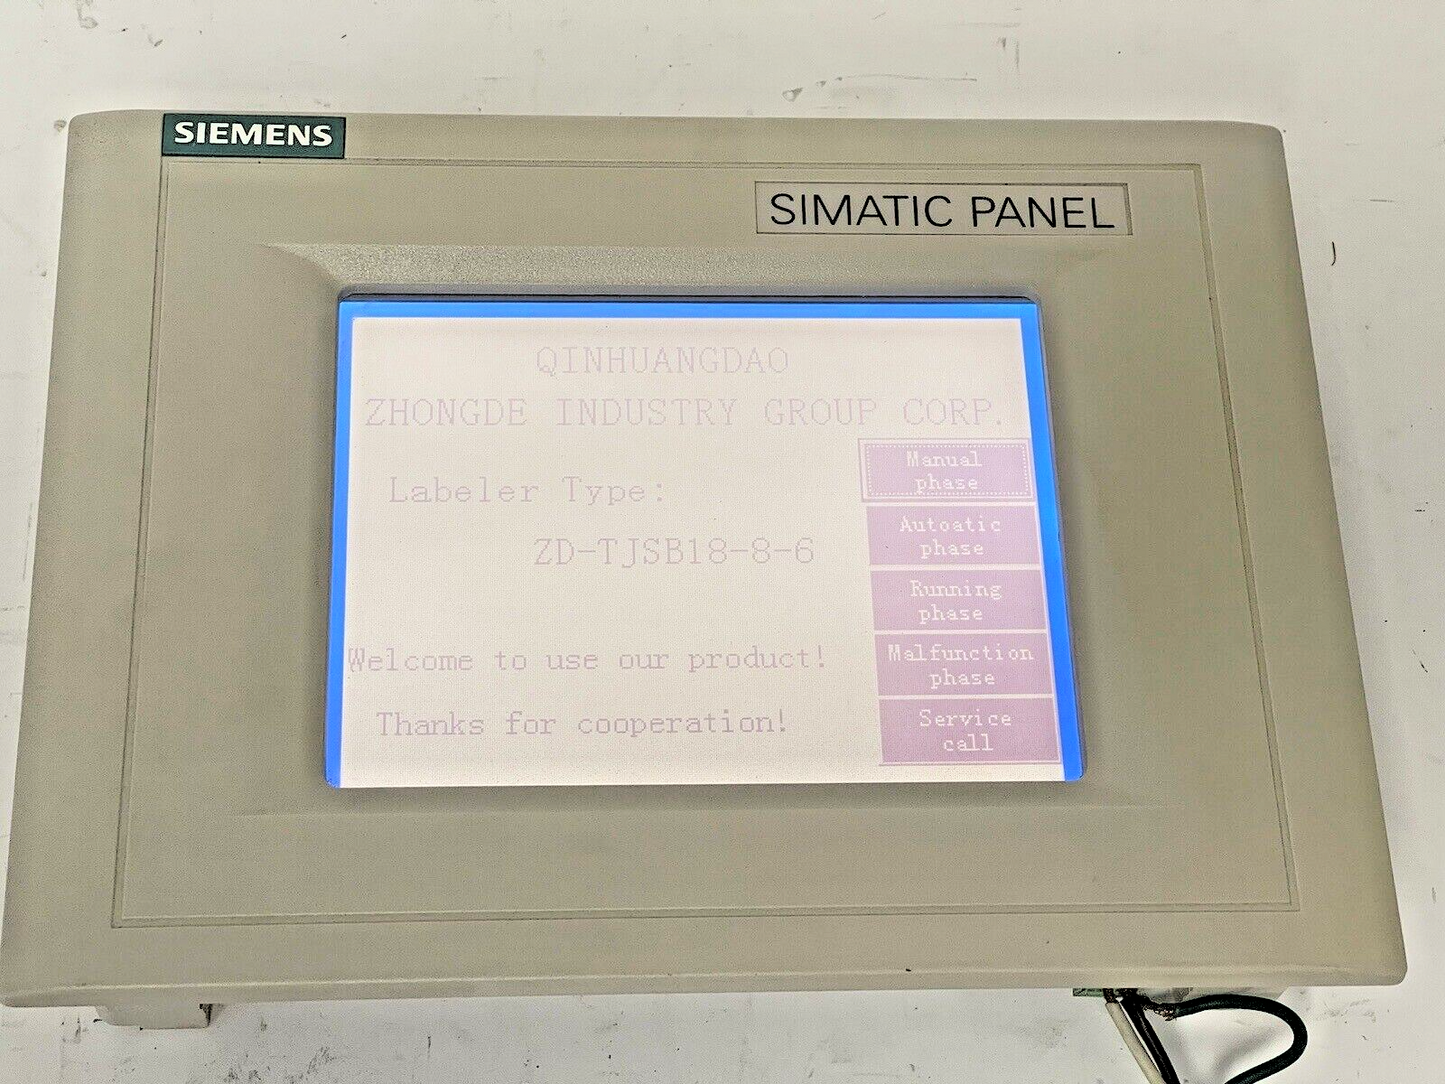 SIEMENS
SIMATIC PANEL
QINHUANGDAO
ZHONGDE INDUSTRY GROUP CORP.
Labeler Type:
ZD-TJSB18-8-6
Welcome to use our product!
Thanks for cooperation!
Manual
phase
Autoatic
phase
Running
phase
Malfunction
phase
Service
call